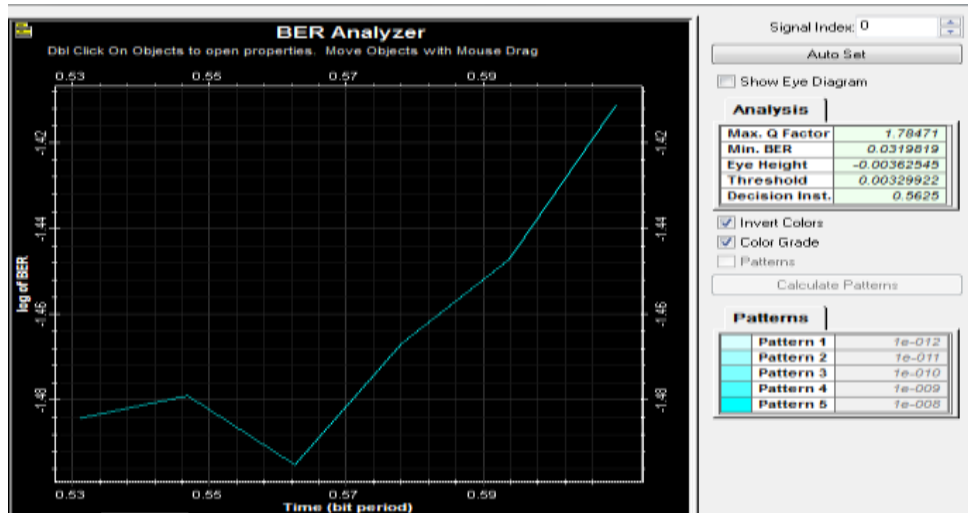 BER Analyzer
Dbl Click On Objects to open properties. Move Objects with Mouse Drag
0.53 0.55 0.57 0.59
-1.42 -1.42
-1.44 -1.44
-1.46 -1.46
-1.48 -1.48
log of BER
0.53 0.55 0.57 0.59
Time (bit period)
Signal Index: 0
Auto Set
Show Eye Diagram
Analysis
Max. Q Factor 1.78471
Min. BER 0.0319819
Eye Height -0.00362545
Threshold 0.00329922
Decision Inst. 0.5625
Invert Colors
Color Grade
Patterns
Calculate Patterns
Patterns
Pattern 1 1e-012
Pattern 2 1e-011
Pattern 3 1e-010
Pattern 4 1e-009
Pattern 5 1e-008